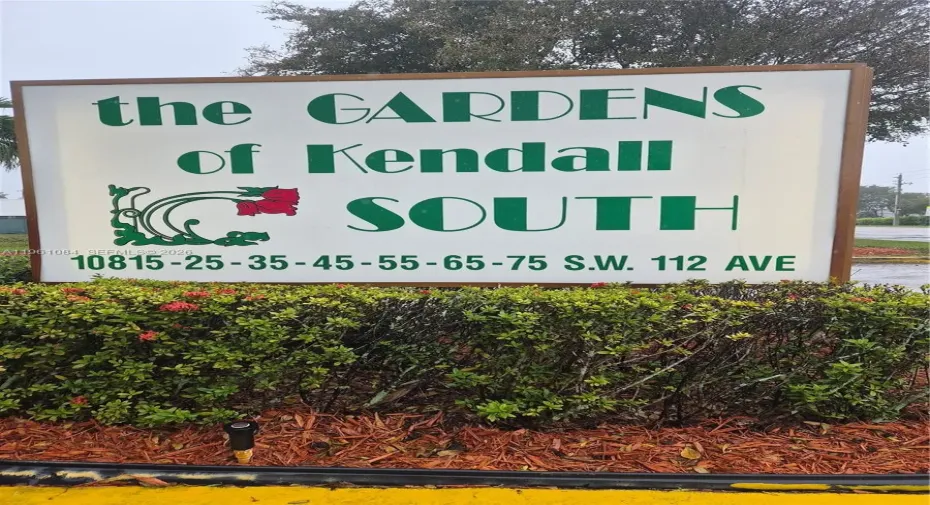 the GARDENS
of Kendall
SOUTH
10815-25-35-45-55-65-75 S.W. 112 AVE